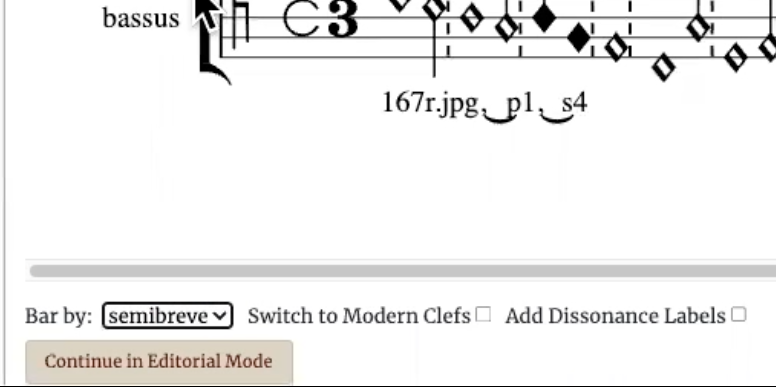 bassus
3
167r.jpg, p1, s4
Bar by: semibreve Switch to Modern Clefs Add Dissonance Labels
Continue in Editorial Mode